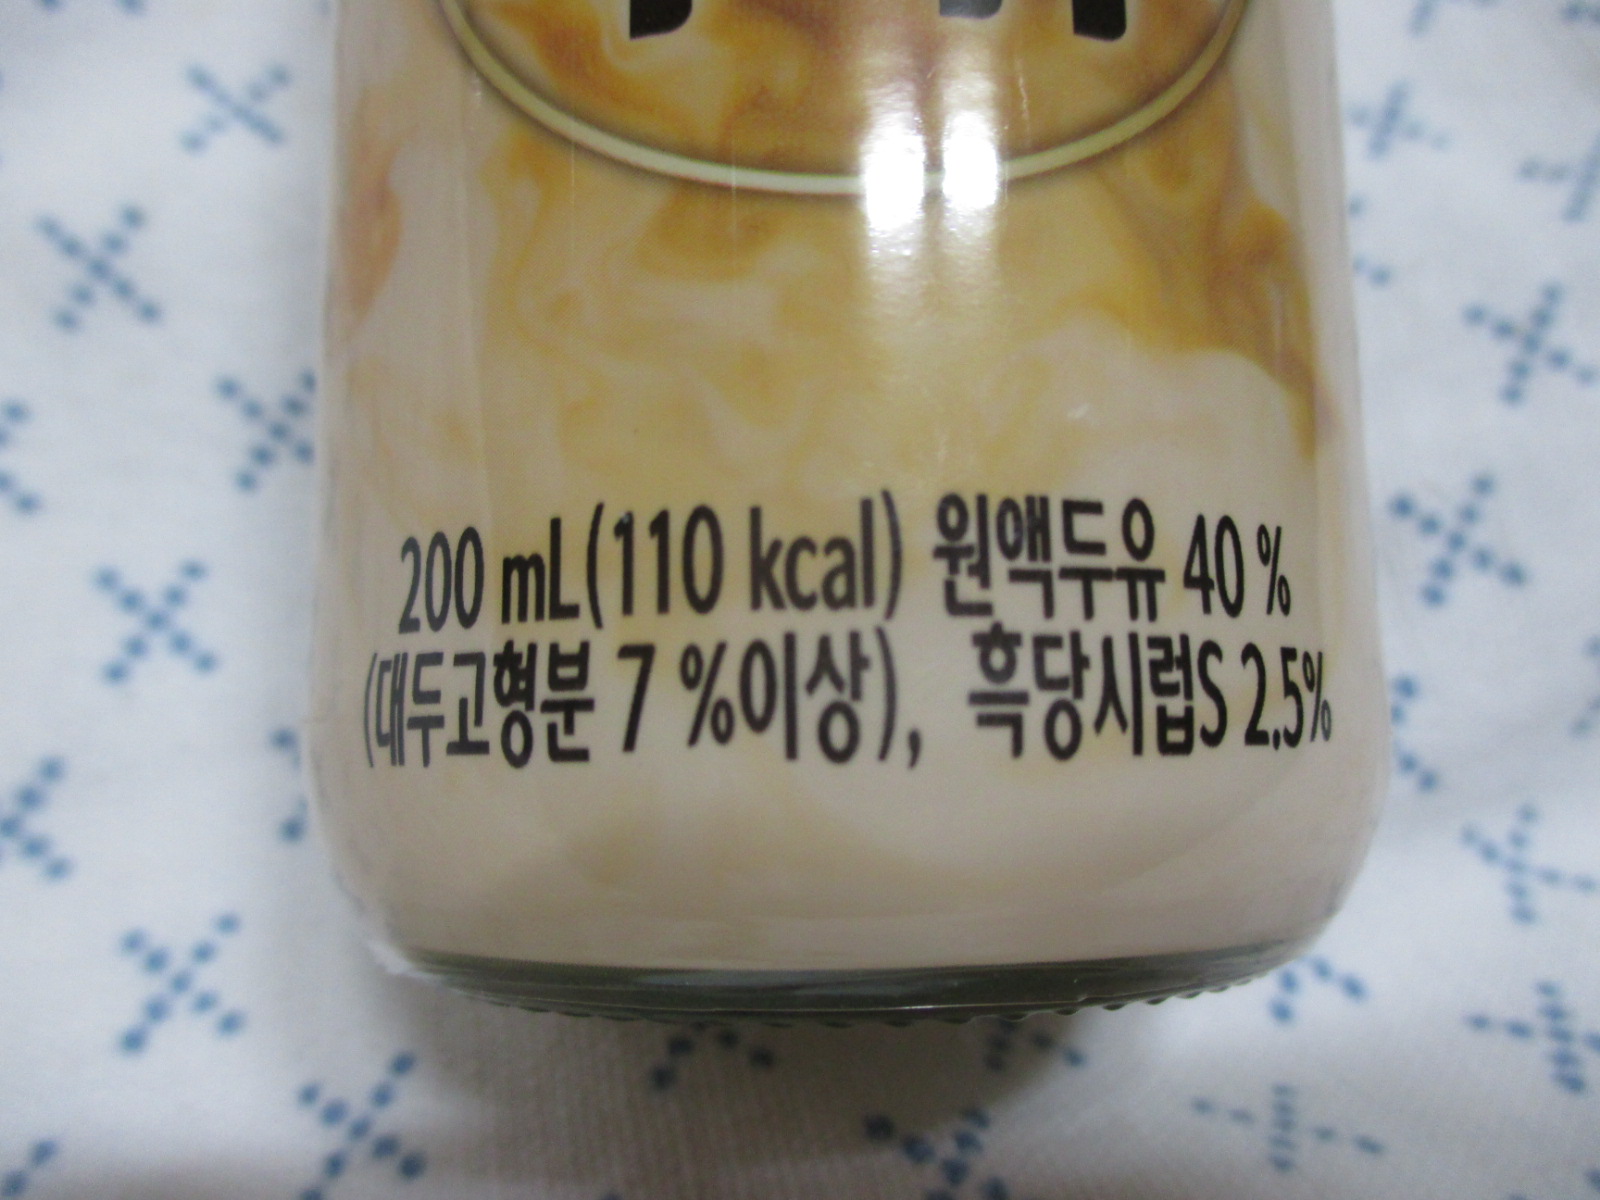 200 mL(110 kcal) 원액두유 40 %
(대두고형분 7 %이상), 흑당시럽S 2.5%